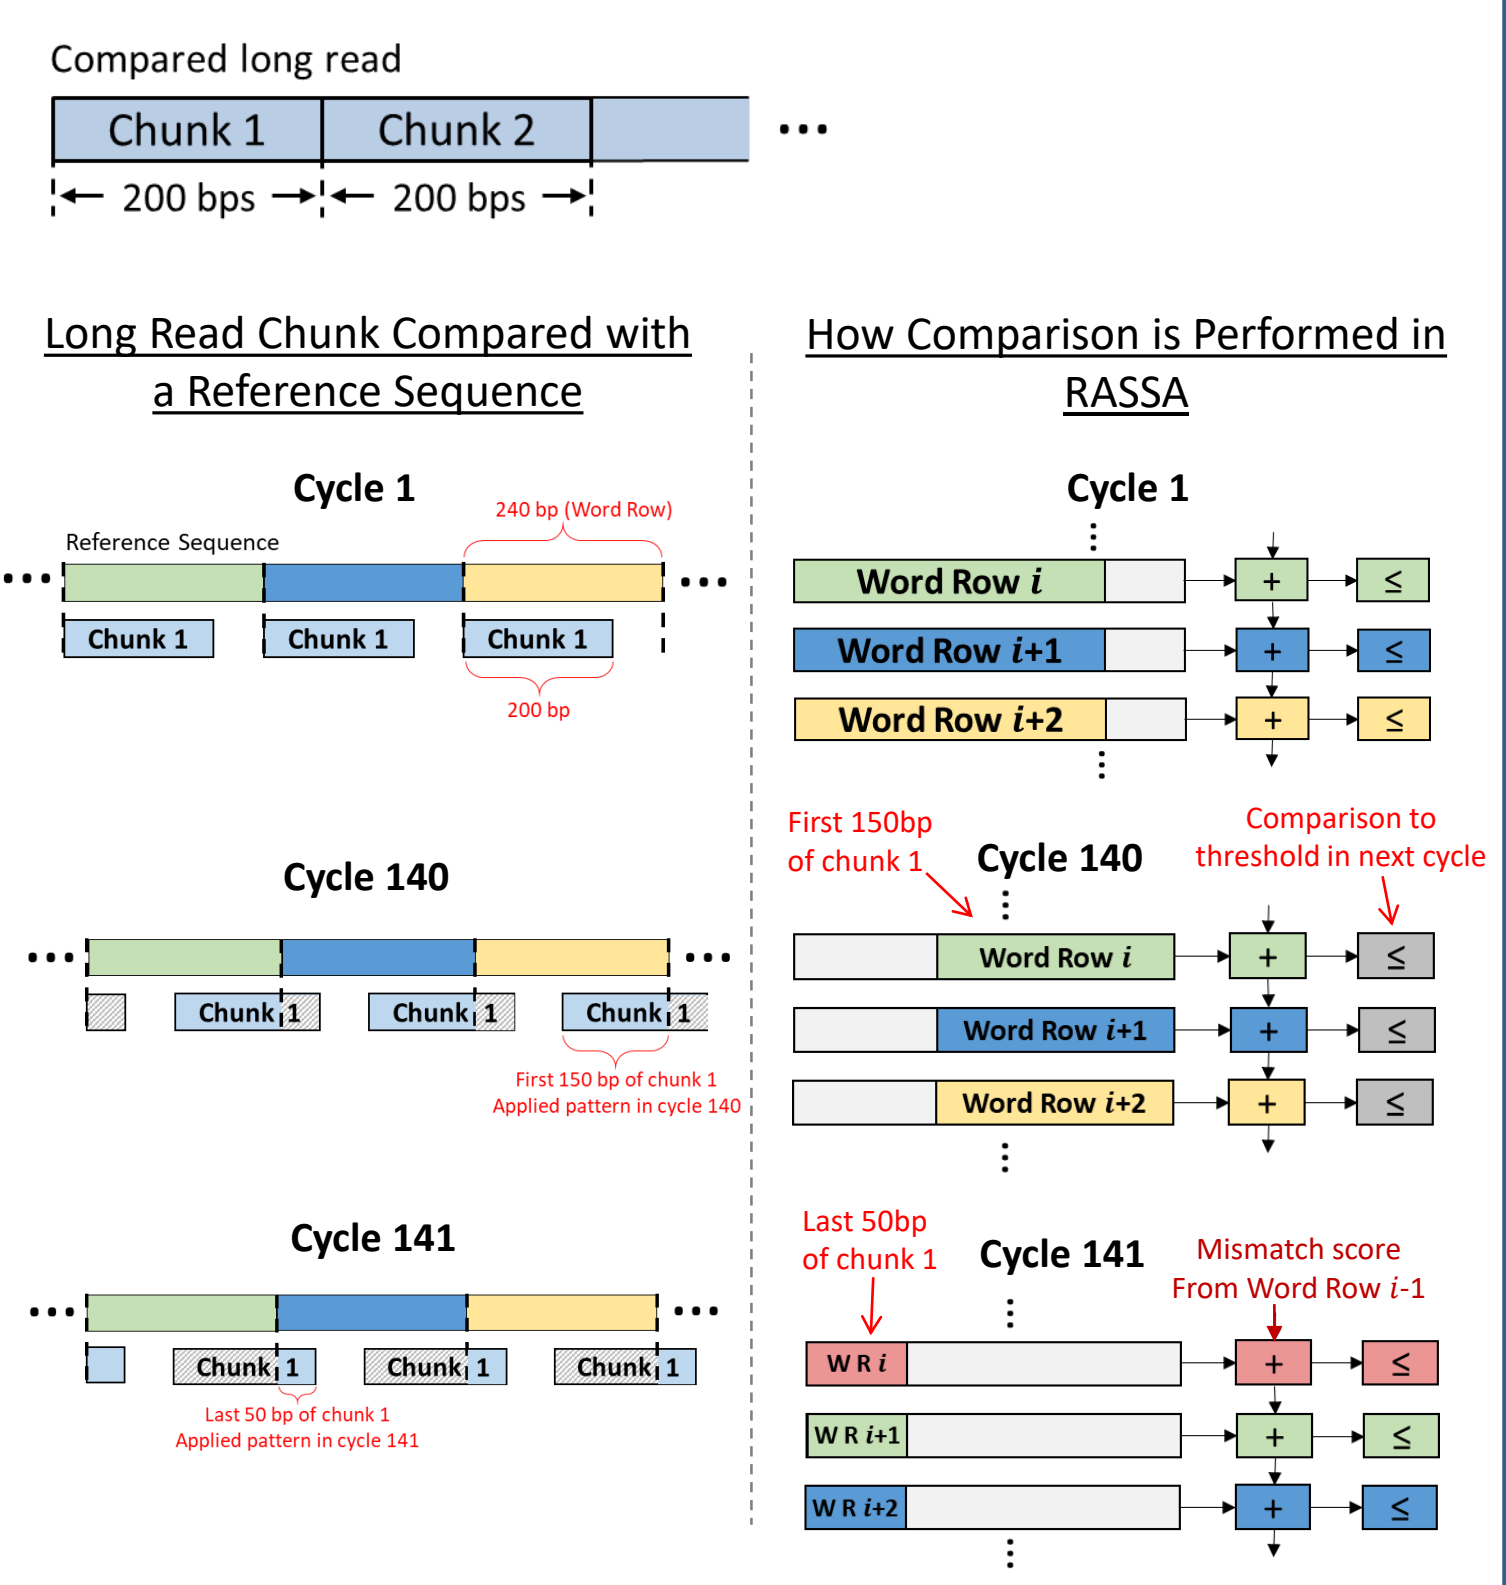 Compared long read
Chunk 1 Chunk 2 ...
200 bps 200 bps
Long Read Chunk Compared with
a Reference Sequence
Cycle 1
240 bp (Word Row)
Reference Sequence
... ...
Chunk 1 Chunk 1 Chunk 1
200 bp
Cycle 140
... ...
Chunk 1 Chunk 1 Chunk 1
First 150 bp of chunk 1
Applied pattern in cycle 140
Cycle 141
... ...
Chunk 1 Chunk 1 Chunk 1
Last 50 bp of chunk 1
Applied pattern in cycle 141
How Comparison is Performed in
RASSA
Cycle 1
Word Row i + ≤
Word Row i+1 + ≤
Word Row i+2 + ≤
First 150bp
of chunk 1
Cycle 140
Comparison to
threshold in next cycle
Word Row i + ≤
Word Row i+1 + ≤
Word Row i+2 + ≤
Last 50bp
of chunk 1
Cycle 141
Mismatch score
From Word Row i-1
W R i + ≤
W R i+1 + ≤
W R i+2 + ≤